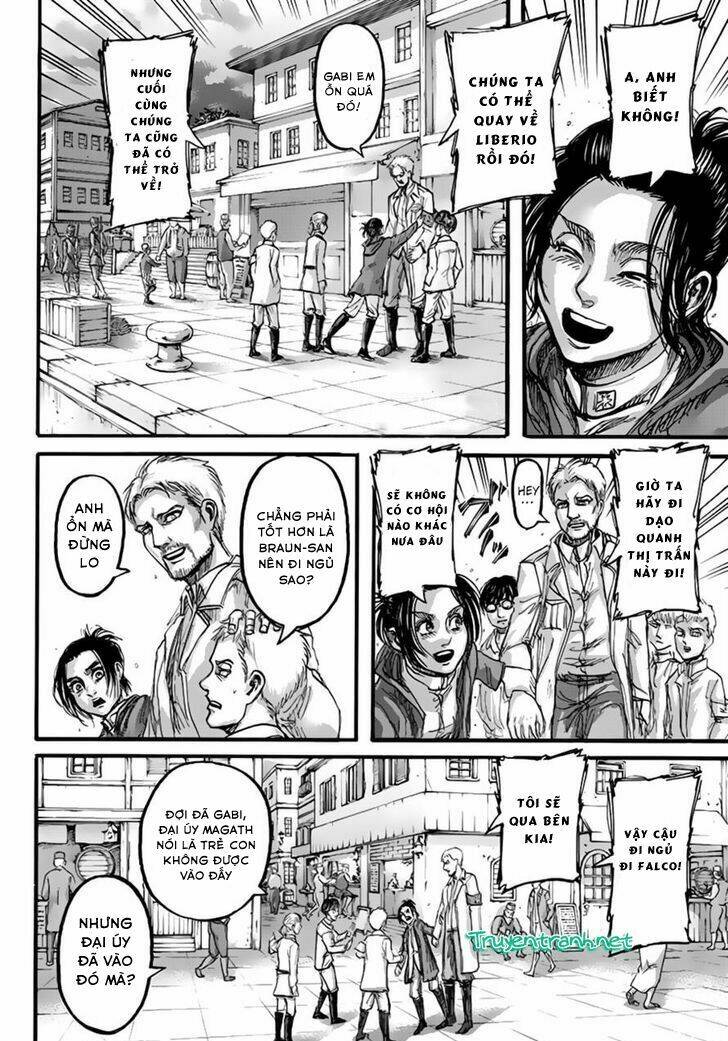 A, ANH
BIẾT
KHÔNG!
CHÚNG TA
CÓ THỂ
QUAY VỀ
LIBERIO
RỒI ĐÓ!
GABI EM
ỒN QUÁ
ĐÓ!
NHƯNG
CUỐI
CÙNG
CHÚNG TA
CŨNG
ĐÃ CÓ
THỂ TRỞ
VỀ!
GIỜ TA
HÃY ĐI
DẠO
QUANH
THỊ TRẤN
NÀY ĐI!
HEY
...
SẼ KHÔNG
CÓ CƠ HỘI
NÀO KHÁC
NƯA ĐÂU
CHẲNG PHẢI
TỐT HƠN LÀ
BRAUN-SAN
NÊN ĐI NGỦ
SAO?
ANH
ỔN MÀ
ĐỪNG
LO
VẬY CẬU
ĐI NGỦ
ĐI FALCO!
TÔI SẼ
QUA BÊN
KIA!
ĐỢI ĐÃ GABI,
ĐẠI ÚY MAGATH
NÓI LÀ TRẺ CON
KHÔNG ĐƯỢC
VÀO ĐẤY
NHƯNG
ĐẠI ÚY
ĐÃ VÀO
ĐÓ MÀ?
Truyentranh.net